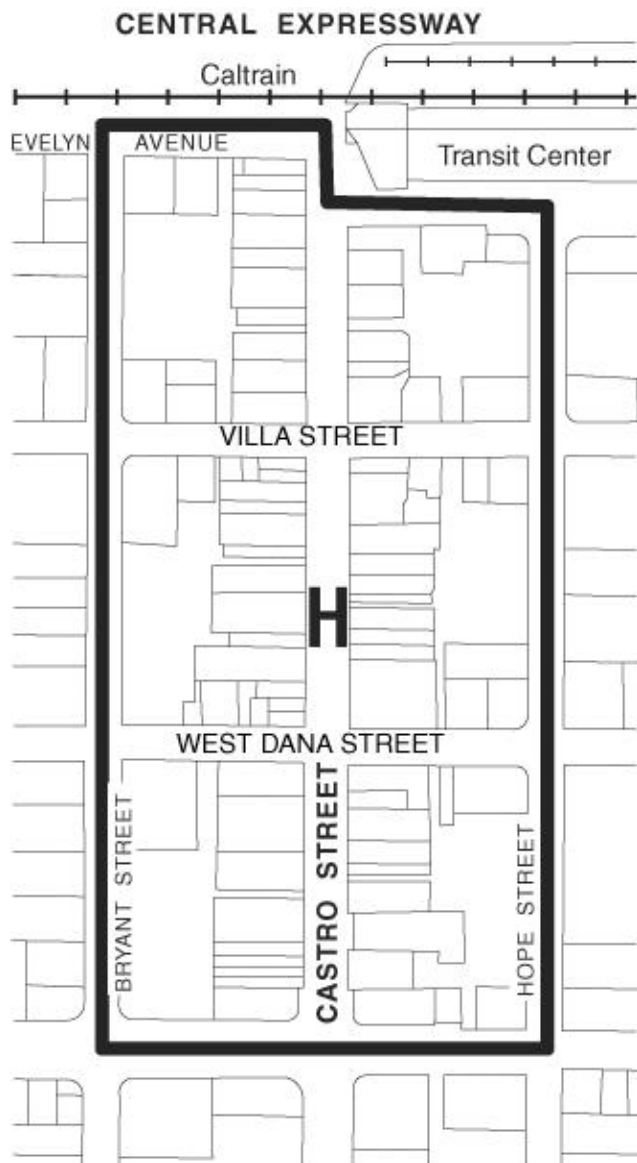 CENTRAL EXPRESSWAY
Caltrain
EVELYN AVENUE
Transit Center
VILLA STREET
H
WEST DANA STREET
BRYANT STREET
CASTRO STREET
HOPE STREET